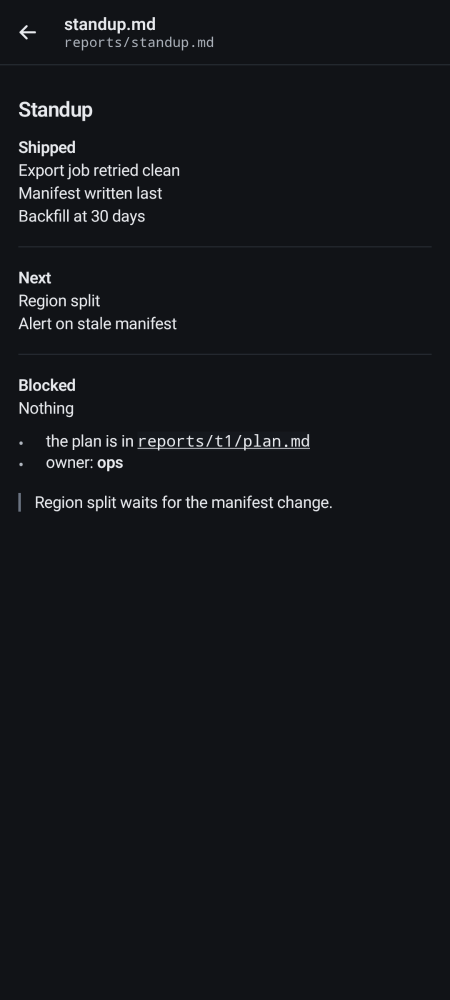 standup.md
reports/standup.md
Standup
Shipped
Export job retried clean
Manifest written last
Backfill at 30 days
Next
Region split
Alert on stale manifest
Blocked
Nothing
• the plan is in reports/t1/plan.md
• owner: ops
Region split waits for the manifest change.